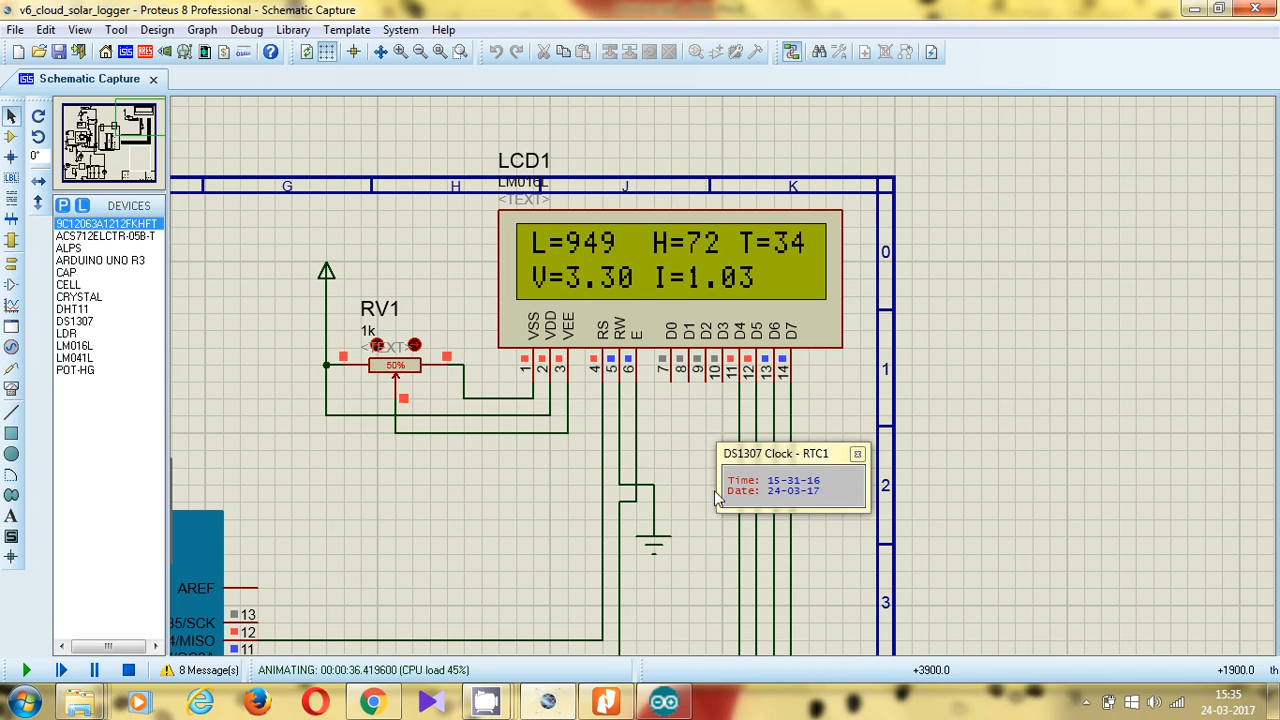 v6_cloud_solar_logger - Proteus 8 Professional - Schematic Capture
File Edit View Tool Design Graph Debug Library Template System Help
Schematic Capture
0°
P L DEVICES
9C12063A1212FKHFT
ACS712ELCTR-05B-T
ALPS
ARDUINO UNO R3
CAP
CELL
CRYSTAL
DHT11
DS1307
LDR
LM016L
LM041L
POT-HG
LBL
A
LCD1
LM016L
<TEXT>
G H J K
0
1
2
3
L=949 H=72 T=34
V=3.30 I=1.03
VSS VDD VEE RS RW E D0 D1 D2 D3 D4 D5 D6 D7
1 2 3 4 5 6 7 8 9 10 11 12 13 14
RV1
1k
<TEXT>
50%
DS1307 Clock - RTC1
Time: 15-31-16
Date: 24-03-17
AREF
13
12
11
8 Message(s)
ANIMATING: 00:00:36.419600 (CPU load 45%)
+3900.0
+1900.0
th
15:35
24-03-2017